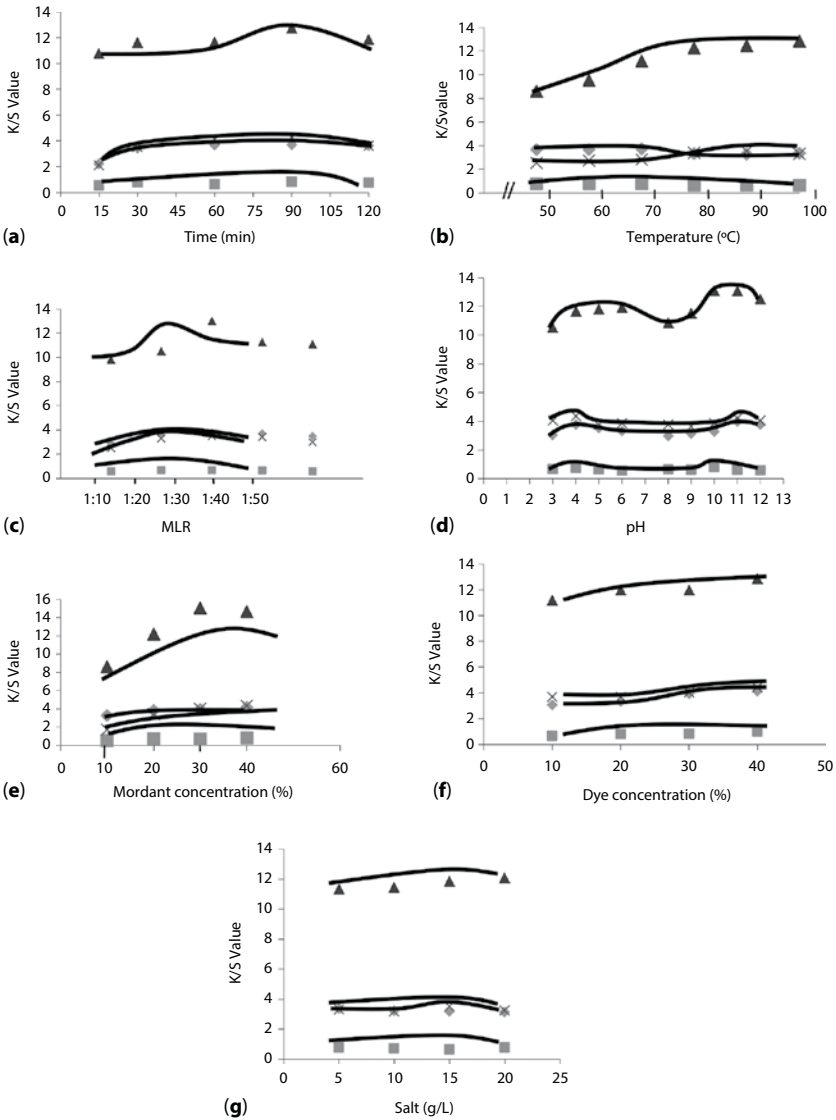 14
12
10
8
6
4
2
0
K/S Value
0 15 30 45 60 75 90 105 120
(a) Time (min)
14
12
10
8
6
4
2
0
K/Svalue
50 60 70 80 90 100
(b) Temperature (ºC)
14
12
10
8
6
4
2
0
K/S Value
1:10 1:20 1:30 1:40 1:50
(c) MLR
14
12
10
8
6
4
2
0
K/S Value
0 1 2 3 4 5 6 7 8 9 10 11 12 13
(d) pH
16
14
12
10
8
6
4
2
0
K/S Value
0 10 20 30 40 60
(e) Mordant concentration (%)
14
12
10
8
6
4
2
0
K/S Value
0 10 20 30 40 50
(f) Dye concentration (%)
14
12
10
8
6
4
2
0
K/S Value
0 5 10 15 20 25
(g) Salt (g/L)